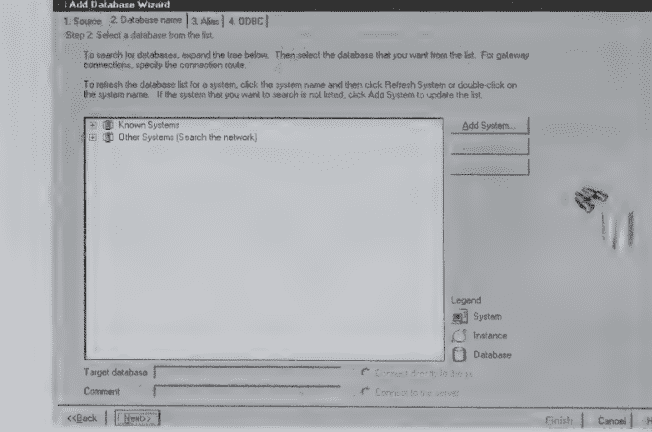 Add Database Wizard
1. Source 2. Database name 3. Alias 4. ODBC
Step 2: Select a database from the list.
To search for databases, expand the tree below. Then select the database that you want from the list. For gateway
connections, specify the connection route.
To refresh the database list for a system, click the system name and then click Refresh System or double-click on
the system name. If the system that you want to search is not listed, click Add System to update the list.
Known Systems
Other Systems (Search the network)
Add System...
Legend
System
Instance
Database
Target database
Comment
Connect to the server
<<Back
Next>>
Finish
Cancel
H